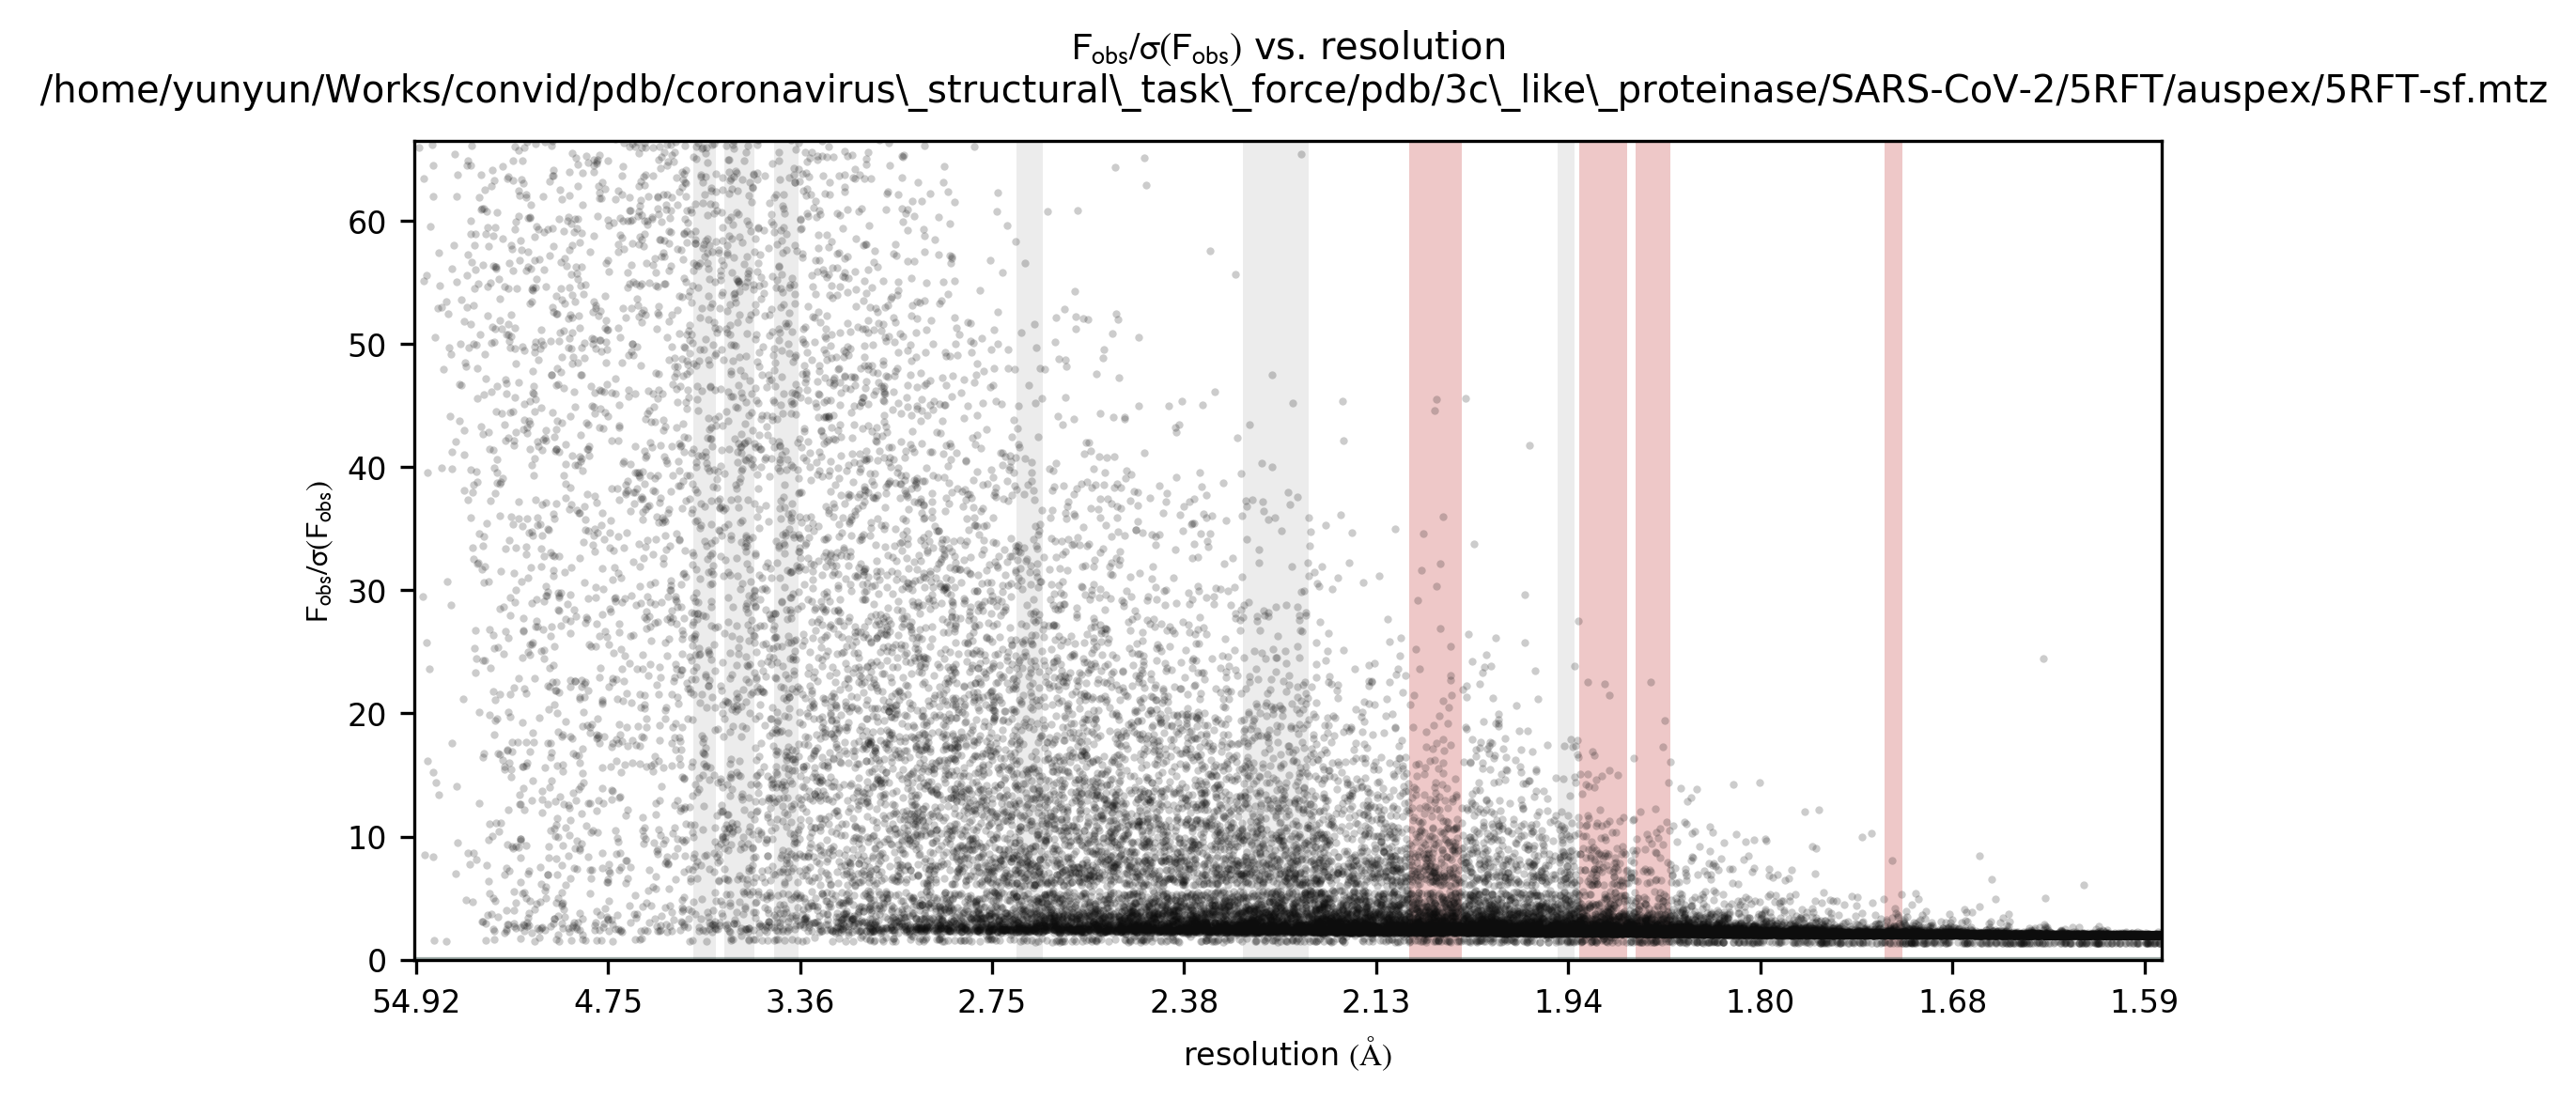 Fobs/σ(Fobs) vs. resolution
/home/yunyun/Works/convid/pdb/coronavirus\_structural\_task\_force/pdb/3c\_like\_proteinase/SARS-CoV-2/5RFT/auspex/5RFT-sf.mtz
Fobs/σ(Fobs)
60
50
40
30
20
10
0
54.92 4.75 3.36 2.75 2.38 2.13 1.94 1.80 1.68 1.59
resolution (Å)